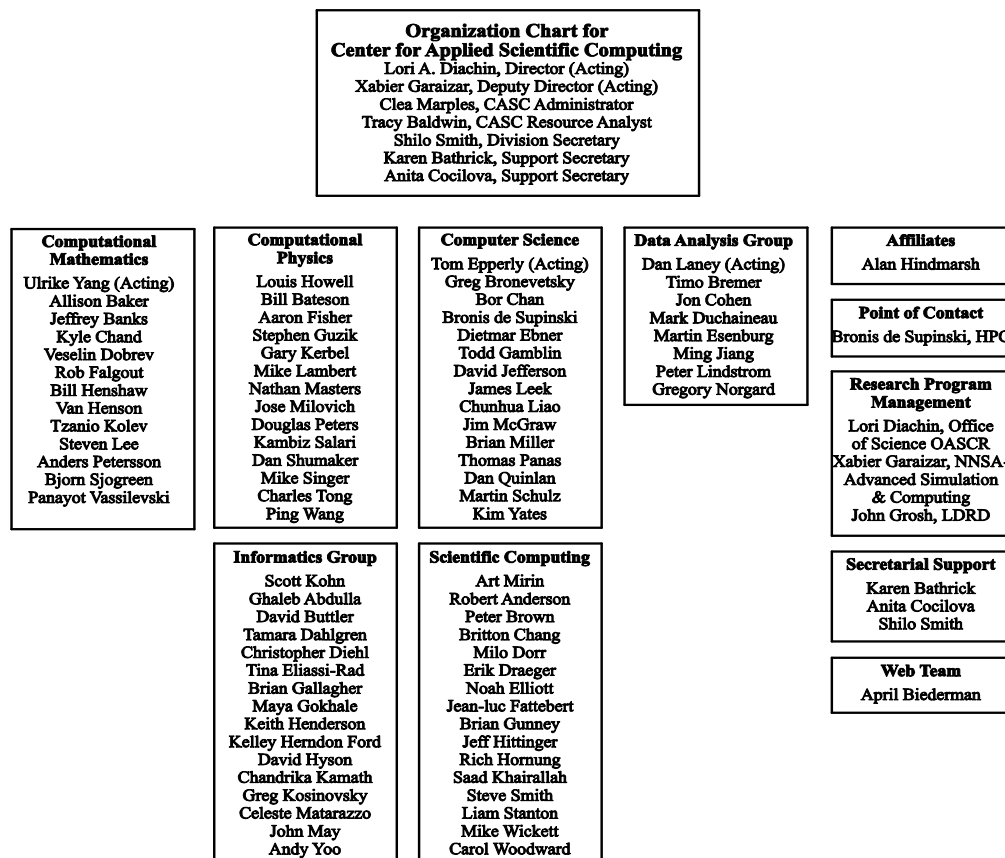 Organization Chart for
Center for Applied Scientific Computing
Lori A. Diachin, Director (Acting)
Xabier Garaizar, Deputy Director (Acting)
Clea Marples, CASC Administrator
Tracy Baldwin, CASC Resource Analyst
Shilo Smith, Division Secretary
Karen Bathrick, Support Secretary
Anita Cocilova, Support Secretary
Computational
Mathematics
Ulrike Yang (Acting)
Allison Baker
Jeffrey Banks
Kyle Chand
Veselin Dobrev
Rob Falgout
Bill Henshaw
Van Henson
Tzanio Kolev
Steven Lee
Anders Petersson
Bjorn Sjogreen
Panayot Vassilevski
Computational
Physics
Louis Howell
Bill Bateson
Aaron Fisher
Stephen Guzik
Gary Kerbel
Mike Lambert
Nathan Masters
Jose Milovich
Douglas Peters
Kambiz Salari
Dan Shumaker
Mike Singer
Charles Tong
Ping Wang
Computer Science
Tom Epperly (Acting)
Greg Bronevetsky
Bor Chan
Bronis de Supinski
Dietmar Ebner
Todd Gamblin
David Jefferson
James Leek
Chunhua Liao
Jim McGraw
Brian Miller
Thomas Panas
Dan Quinlan
Martin Schulz
Kim Yates
Data Analysis Group
Dan Laney (Acting)
Timo Bremer
Jon Cohen
Mark Duchaineau
Martin Esenburg
Ming Jiang
Peter Lindstrom
Gregory Norgard
Affiliates
Alan Hindmarsh
Point of Contact
Bronis de Supinski, HPC
Research Program
Management
Lori Diachin, Office
of Science OASCR
Xabier Garaizar, NNSA-
Advanced Simulation
& Computing
John Grosh, LDRD
Secretarial Support
Karen Bathrick
Anita Cocilova
Shilo Smith
Web Team
April Biederman
Informatics Group
Scott Kohn
Ghaleb Abdulla
David Buttler
Tamara Dahlgren
Christopher Diehl
Tina Eliassi-Rad
Brian Gallagher
Maya Gokhale
Keith Henderson
Kelley Herndon Ford
David Hyson
Chandrika Kamath
Greg Kosinovsky
Celeste Matarazzo
John May
Andy Yoo
Scientific Computing
Art Mirin
Robert Anderson
Peter Brown
Britton Chang
Milo Dorr
Erik Draeger
Noah Elliott
Jean-luc Fattebert
Brian Gunney
Jeff Hittinger
Rich Hornung
Saad Khairallah
Steve Smith
Liam Stanton
Mike Wickett
Carol Woodward